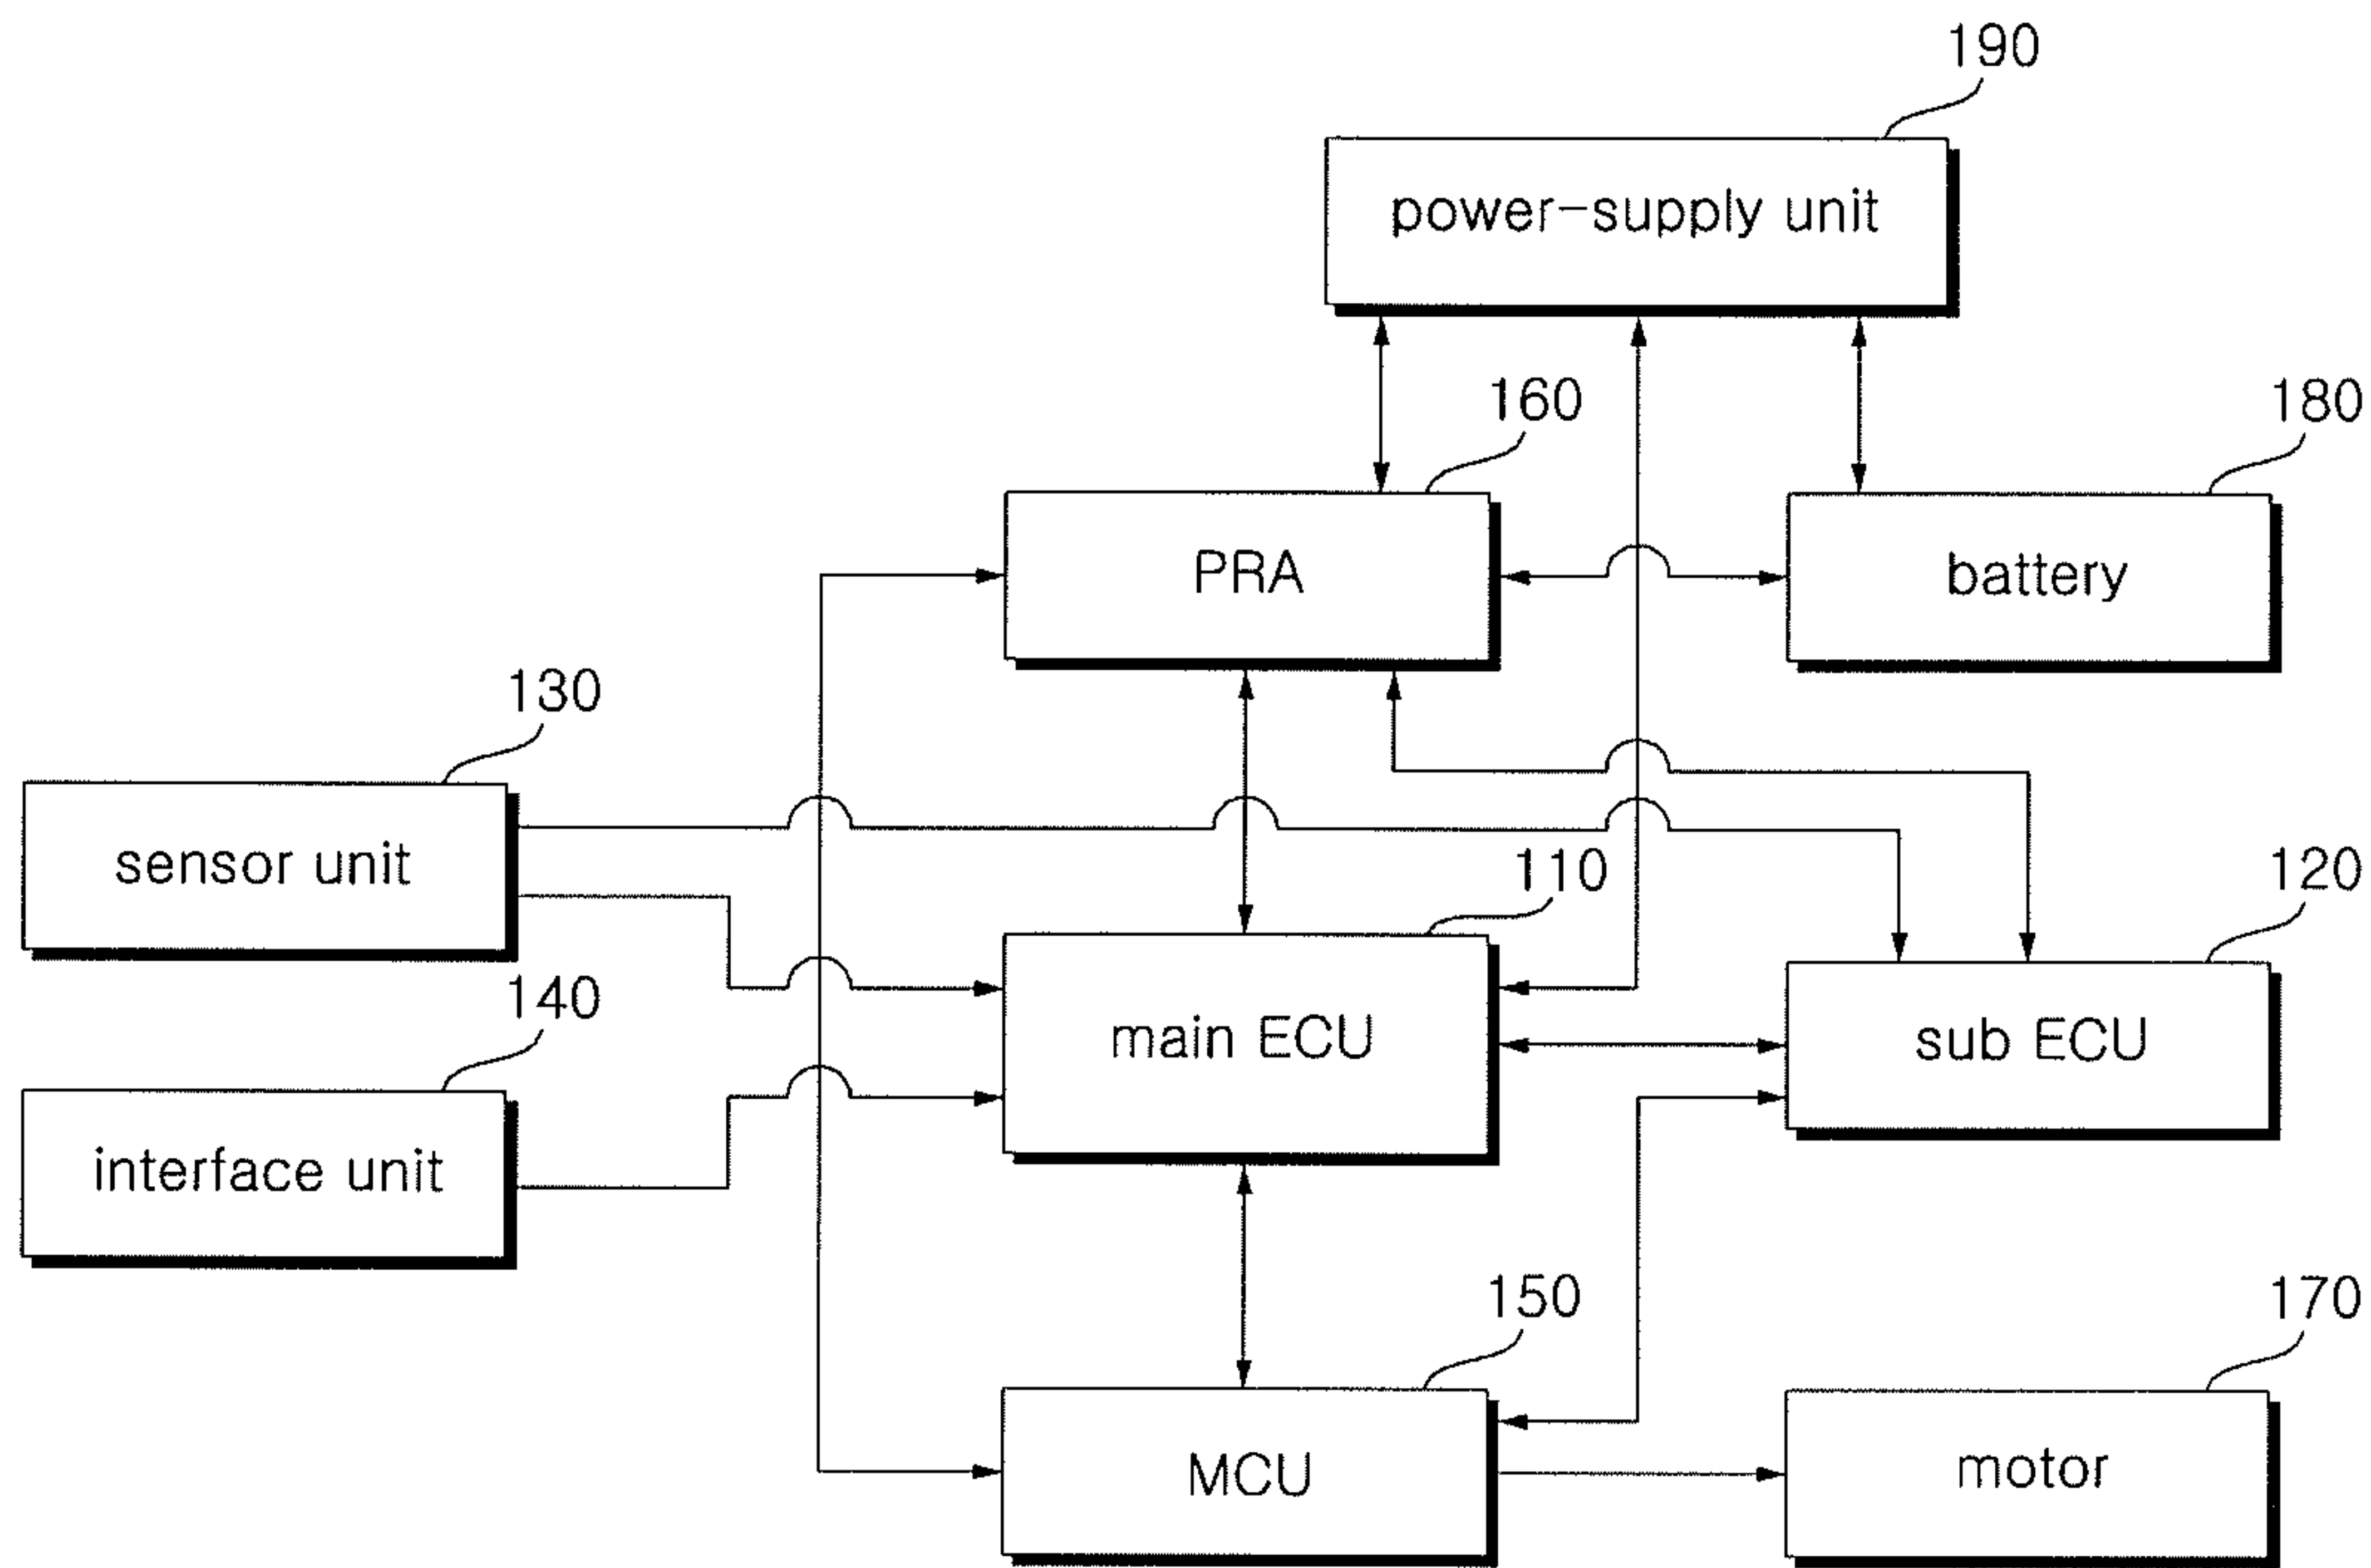 190
power-supply unit
160
180
PRA
battery
130
sensor unit
110
120
140
main ECU
sub ECU
interface unit
150
170
MCU
motor